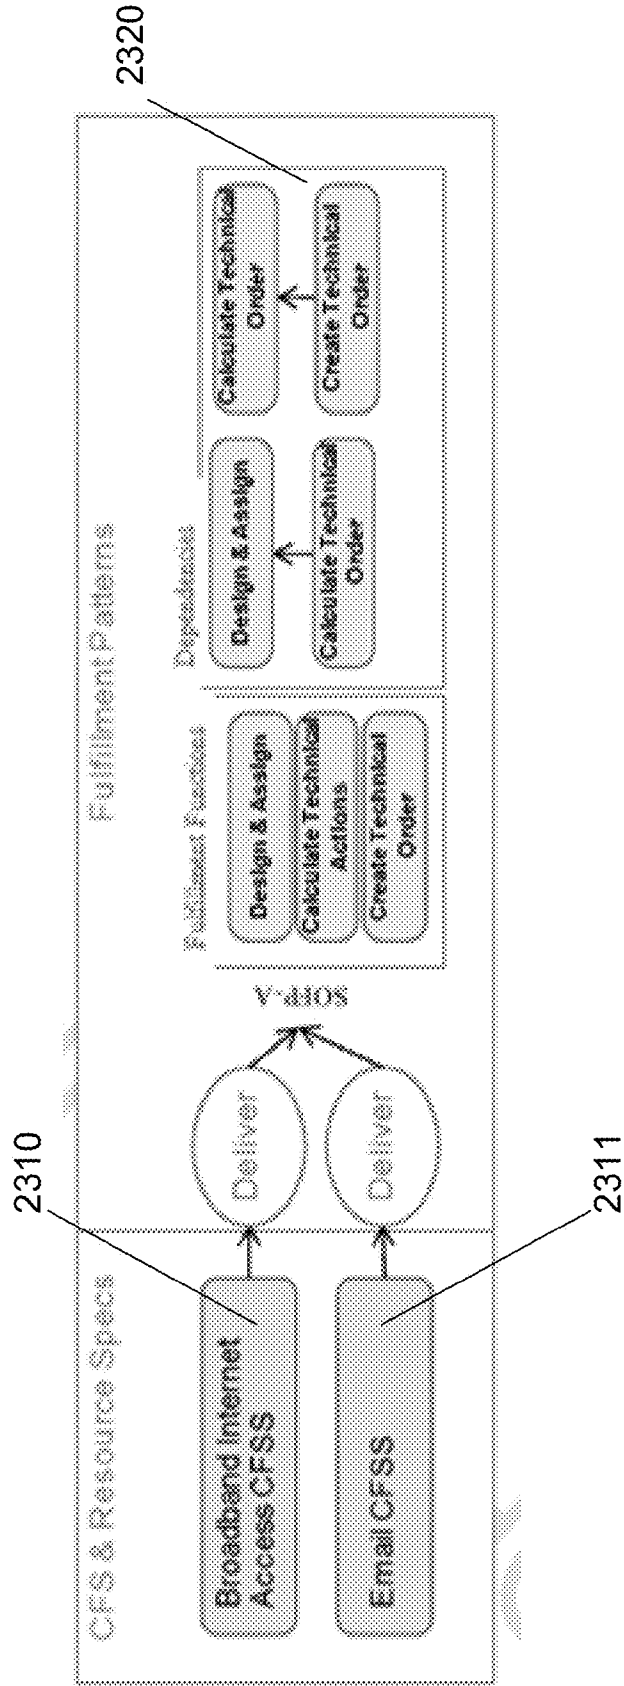 CFS & Resource Specs
Broadband Internet
Access CFSS
Email CFSS
2310
2311
Deliver
Deliver
SOFP-A
Fulfillment Patterns
Fulfilment Functions
Design & Assign
Calculate Technical
Actions
Create Technical
Order
Dependencies
Design & Assign
Calculate Technical
Order
Calculate Technical
Order
Create Technical
Order
2320